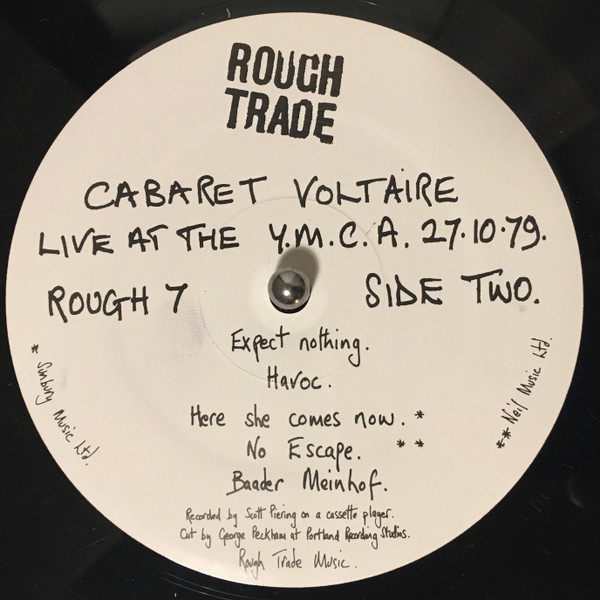 ROUGH
TRADE
CABARET VOLTAIRE
LIVE AT THE Y.M.C.A. 27.10.79.
ROUGH 7 SIDE TWO.
Expect nothing.
Havoc.
Here she comes now. *
No Escape. **
Baader Meinhof.
Recorded by Scott Piering on a cassette player.
Cut by George Peckham at Portland Recording Studios.
Rough Trade Music.
* Sunbury Music Ltd.
** Neil Music Ltd.